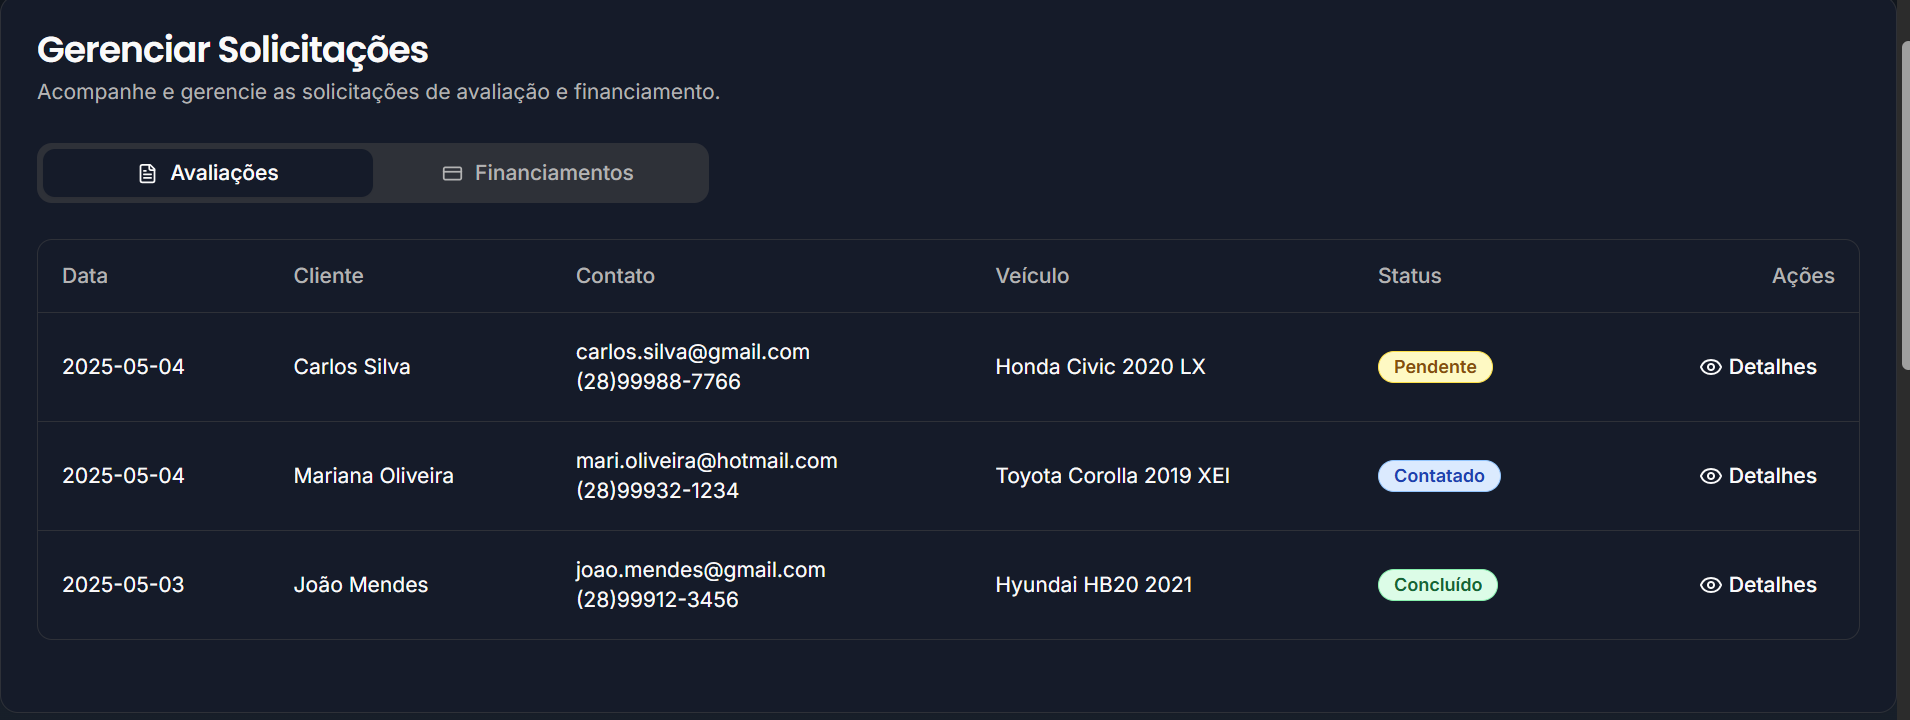 Gerenciar Solicitações
Acompanhe e gerencie as solicitações de avaliação e financiamento.
Avaliações Financiamentos
Data Cliente Contato Veículo Status Ações
2025-05-04 Carlos Silva carlos.silva@gmail.com Honda Civic 2020 LX Pendente Detalhes
(28)99988-7766
2025-05-04 Mariana Oliveira mari.oliveira@hotmail.com Toyota Corolla 2019 XEI Contatado Detalhes
(28)99932-1234
2025-05-03 João Mendes joao.mendes@gmail.com Hyundai HB20 2021 Concluído Detalhes
(28)99912-3456